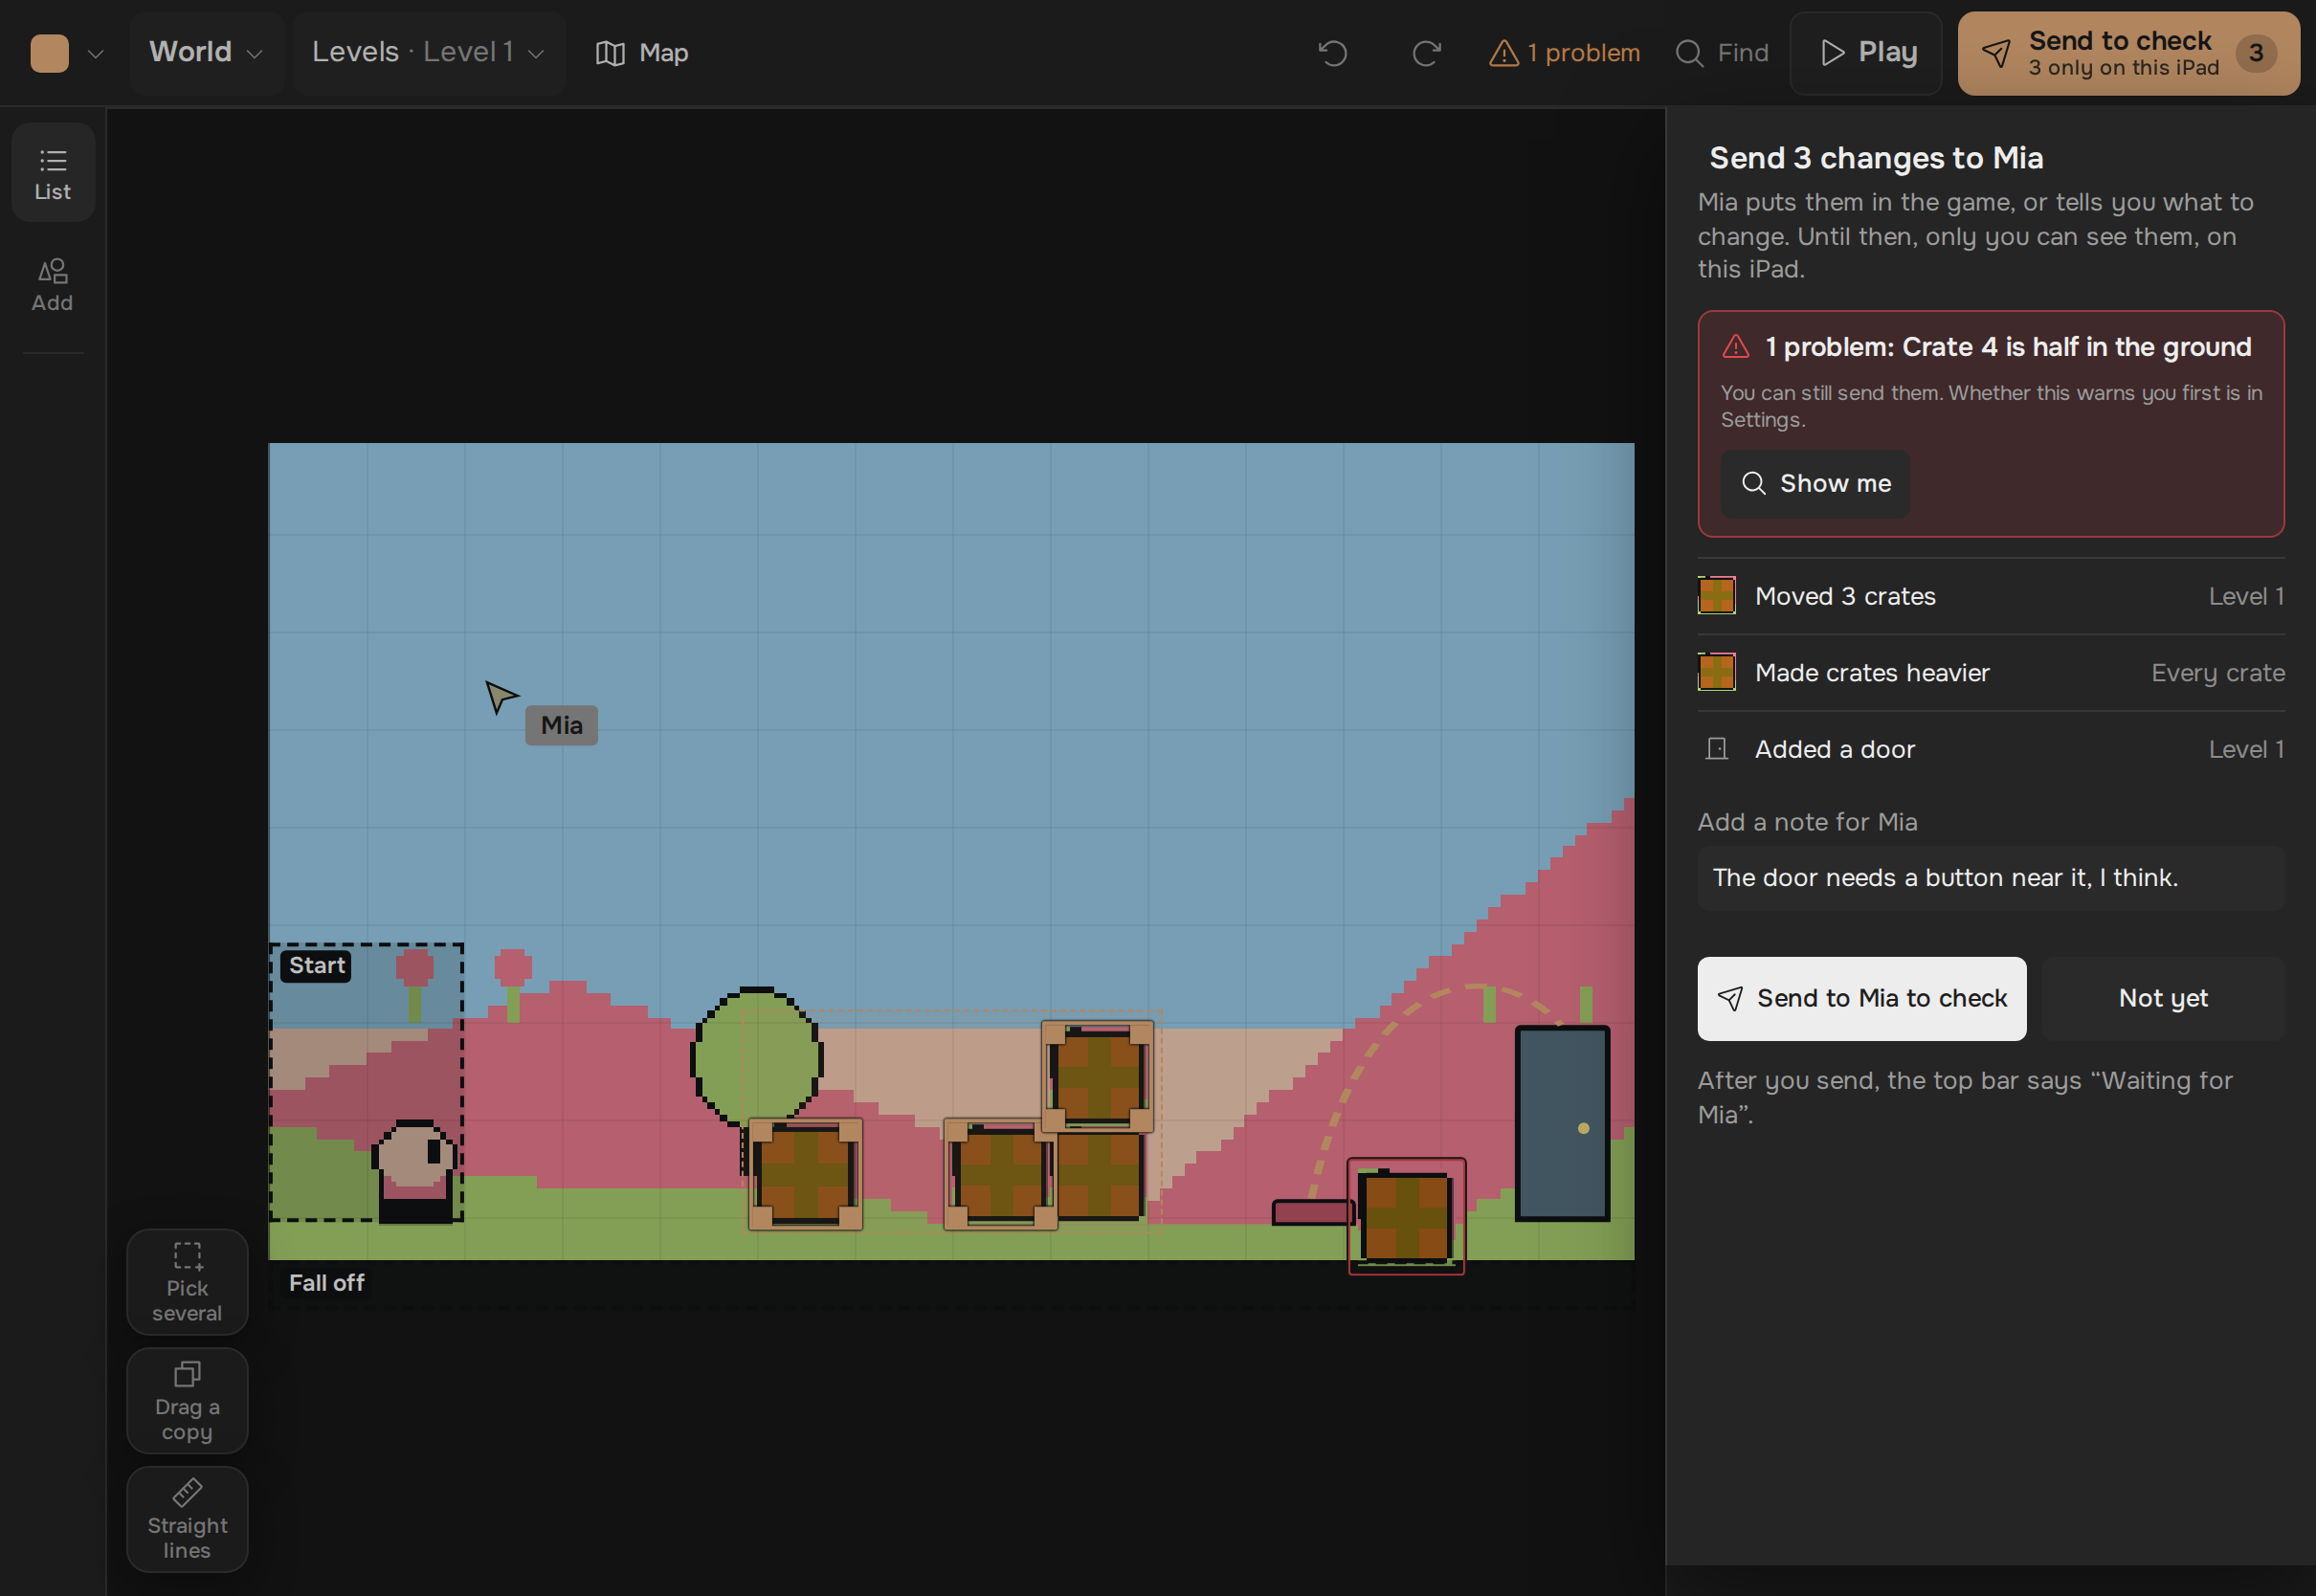 World
Levels · Level 1
Map
1 problem
Find
Play
Send to check
3 only on this iPad
3
List
Add
Send 3 changes to Mia
Mia puts them in the game, or tells you what to
change. Until then, only you can see them, on
this iPad.
1 problem: Crate 4 is half in the ground
You can still send them. Whether this warns you first is in
Settings.
Show me
Moved 3 crates
Level 1
Made crates heavier
Every crate
Added a door
Level 1
Add a note for Mia
The door needs a button near it, I think.
Send to Mia to check
Not yet
After you send, the top bar says “Waiting for
Mia”.
Mia
Start
Fall off
Pick
several
Drag a
copy
Straight
lines